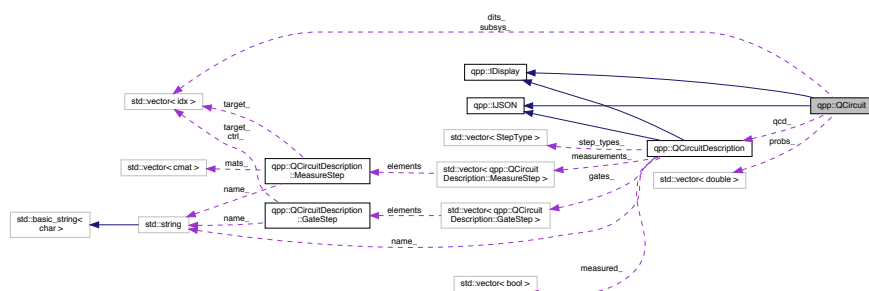 dits_
subsys_
qpp::IDisplay
std::vector< idx >
qpp::IJSON
qpp::QCircuit
target_
qcd_
target_
ctrl_
std::vector< StepType >
step_types_
probs_
qpp::QCircuitDescription
measurements_
mats_
std::vector< cmat >
qpp::QCircuitDescription
::MeasureStep
elements
std::vector< qpp::QCircuit
Description::MeasureStep >
gates_
std::vector< double >
name_
std::basic_string<
char >
std::string
name_
qpp::QCircuitDescription
::GateStep
elements
std::vector< qpp::QCircuit
Description::GateStep >
name_
measured_
std::vector< bool >